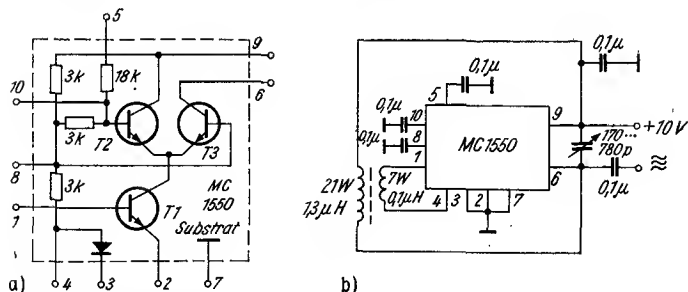 5
9
6
10
8
1
3k
18k
3k
3k
T2
T3
T1
MC
1550
Substrat
a) 4
3
2
7
0,1µ
0,1µ
5
0,1µ
10
0,1µ
8
1
MC1550
9
+10V
170...
780p
6
0,1µ
21W
1,3µH
7W
0,1µH
4
3
2
7
b)